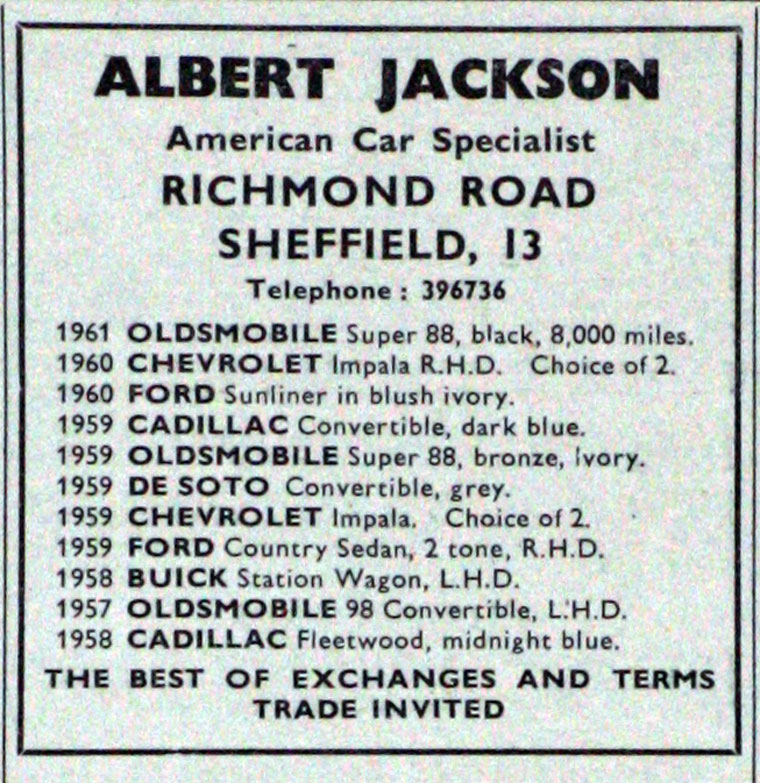 ALBERT JACKSON
American Car Specialist
RICHMOND ROAD
SHEFFIELD, 13
Telephone : 396736
1961 OLDSMOBILE Super 88, black, 8,000 miles.
1960 CHEVROLET Impala R.H.D. Choice of 2.
1960 FORD Sunliner in blush ivory.
1959 CADILLAC Convertible, dark blue.
1959 OLDSMOBILE Super 88, bronze, ivory.
1959 DE SOTO Convertible, grey.
1959 CHEVROLET Impala. Choice of 2.
1959 FORD Country Sedan, 2 tone, R.H.D.
1958 BUICK Station Wagon, L.H.D.
1957 OLDSMOBILE 98 Convertible, L.H.D.
1958 CADILLAC Fleetwood, midnight blue.
THE BEST OF EXCHANGES AND TERMS
TRADE INVITED